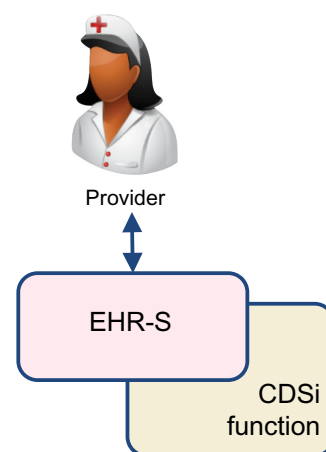 Provider
EHR-S
CDSi
function